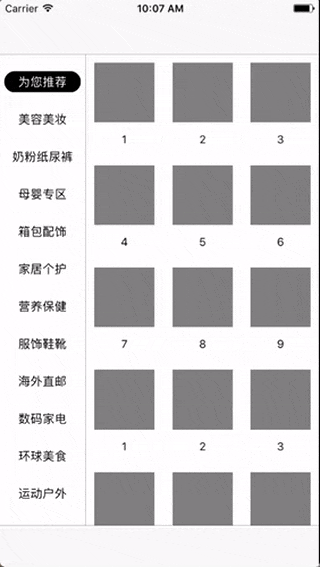 Carrier 10:07 AM
为您推荐
美容美妆
奶粉纸尿裤
母婴专区
箱包配饰
家居个护
营养保健
服饰鞋靴
海外直邮
数码家电
环球美食
运动户外
1 2 3
4 5 6
7 8 9
1 2 3